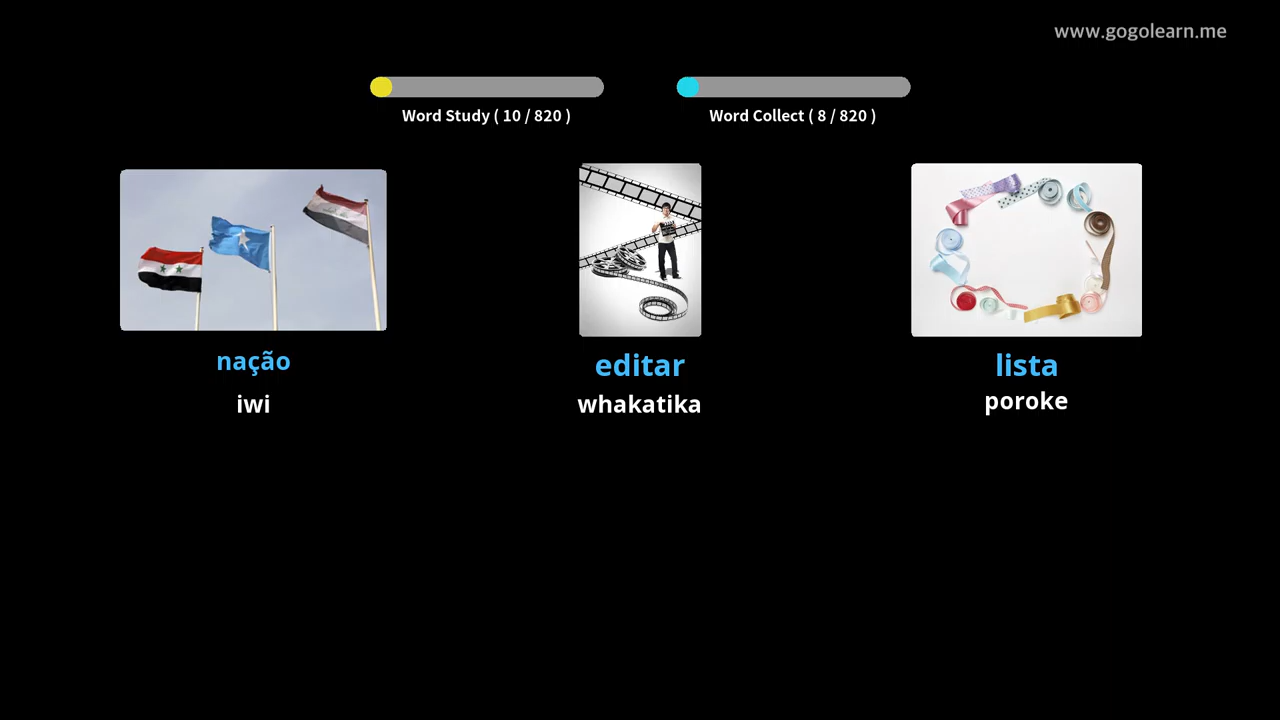 www.gogolearn.me
Word Study ( 10 / 820 )
Word Collect ( 8 / 820 )
nação
editar
lista
iwi
whakatika
poroke